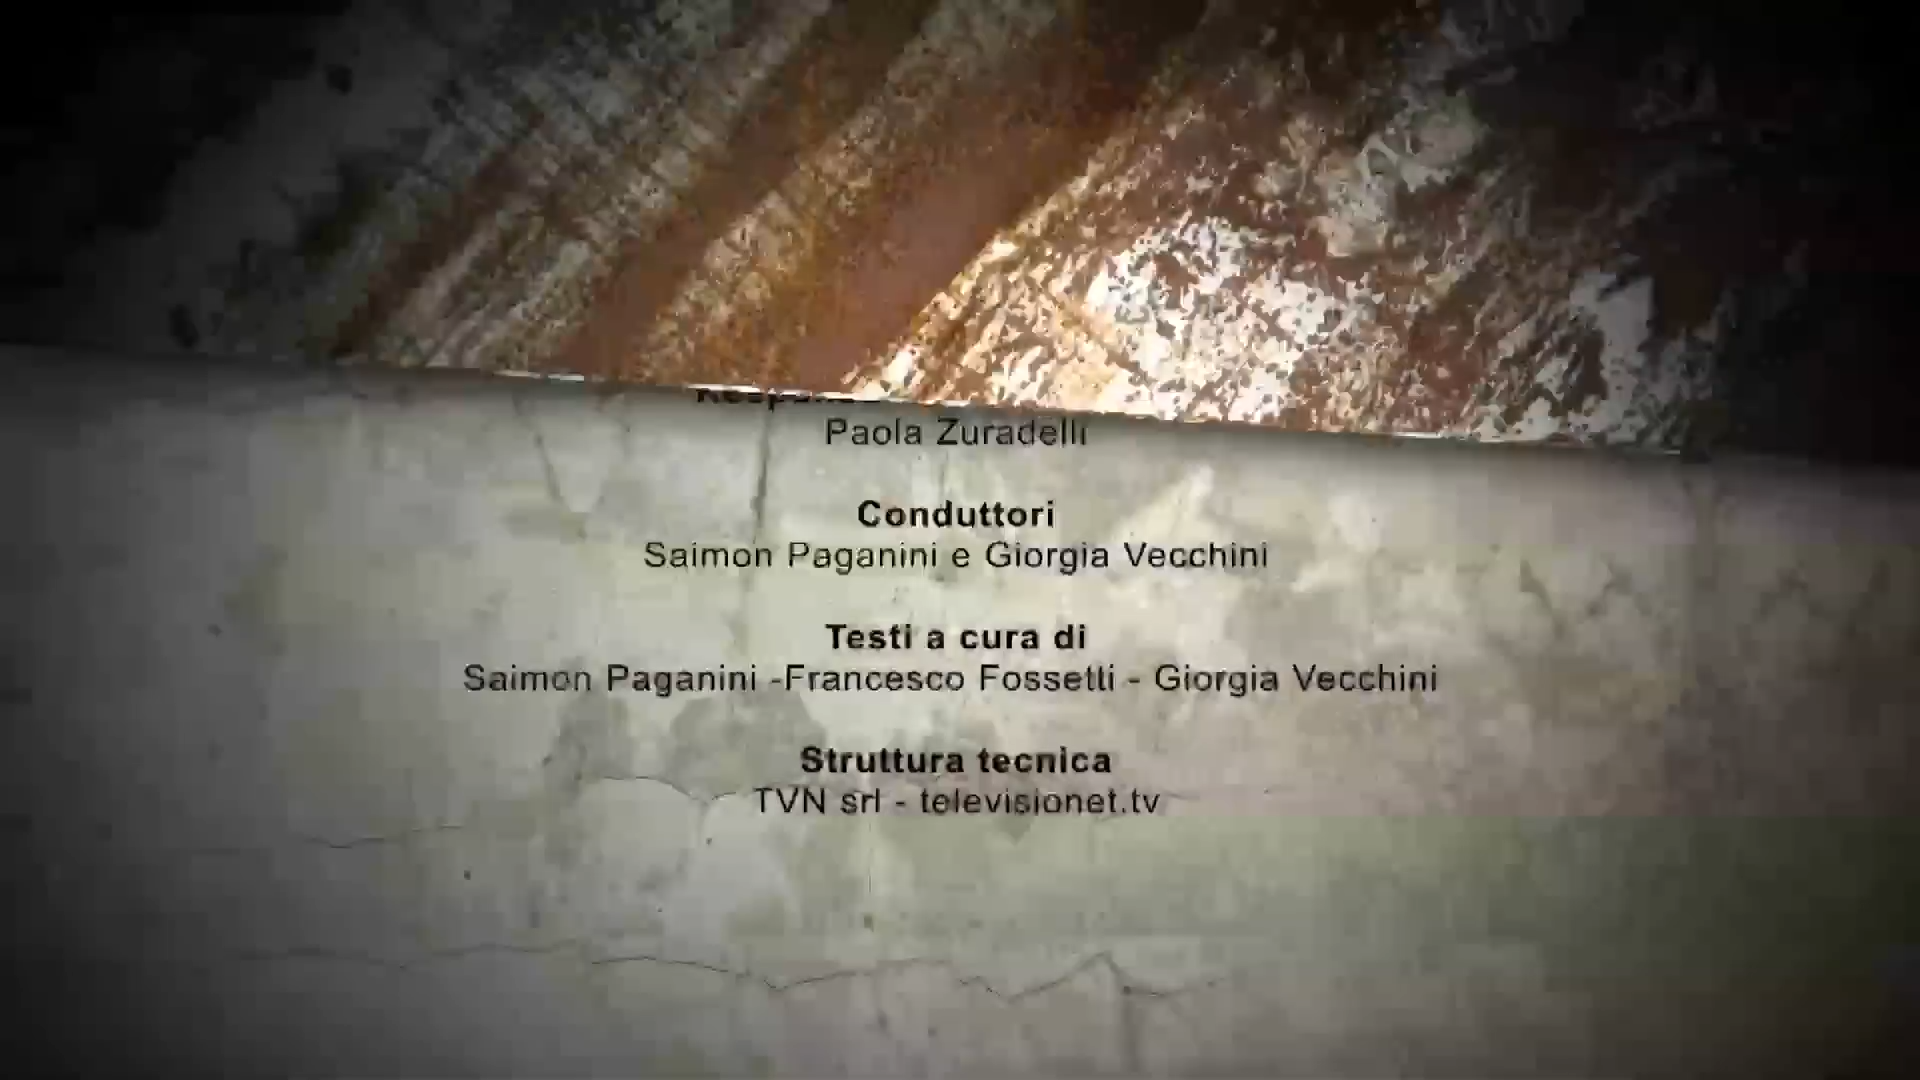 Paola Zuradelli
Conduttori
Saimon Paganini e Giorgia Vecchini
Testi a cura di
Saimon Paganini -Francesco Fossetti - Giorgia Vecchini
Struttura tecnica
TVN srl - televisionet.tv